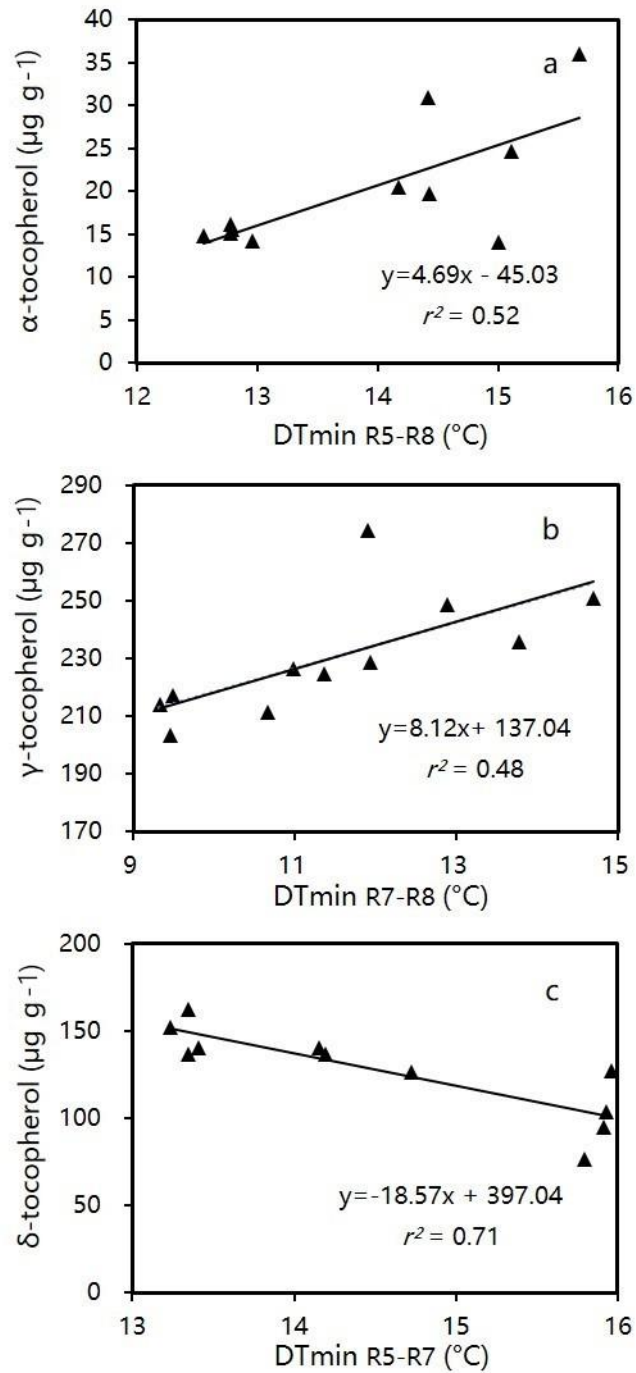 40
35
30
25
20
15
10
5
0
α-tocopherol (μg g-1)
a
y=4.69x - 45.03
r² = 0.52
12 13 14 15 16
DTmin R5-R8 (°C)
290
270
250
230
210
190
170
γ-tocopherol (μg g-1)
b
y=8.12x+ 137.04
r² = 0.48
9 11 13 15
DTmin R7-R8 (°C)
200
150
100
50
0
δ-tocopherol (μg g-1)
c
y=-18.57x + 397.04
r² = 0.71
13 14 15 16
DTmin R5-R7 (°C)